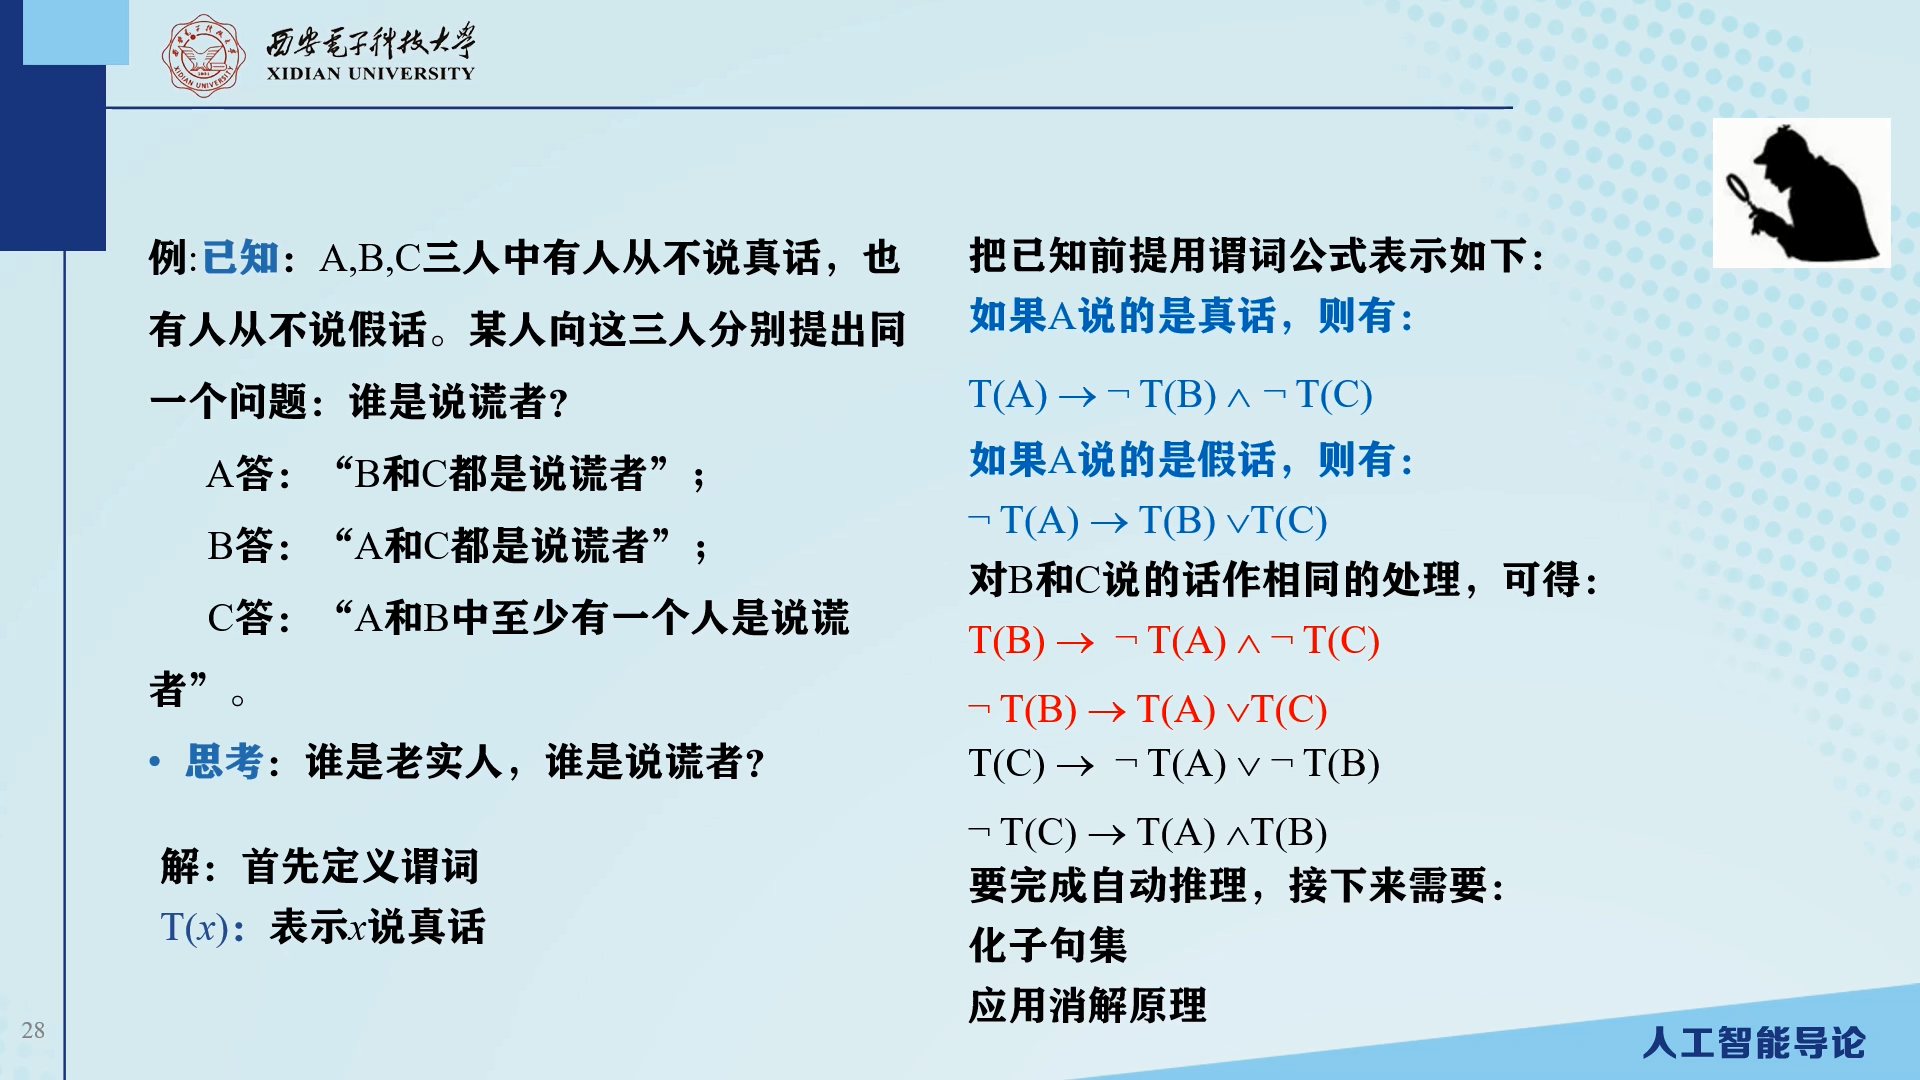 西安电子科技大学
XIDIAN UNIVERSITY
例:已知：A,B,C三人中有人从不说真话，也
有人从不说假话。某人向这三人分别提出同
一个问题：谁是说谎者？
A答：“B和C都是说谎者”；
B答：“A和C都是说谎者”；
C答：“A和B中至少有一个人是说谎
者”。
• 思考：谁是老实人，谁是说谎者？
解：首先定义谓词
T(x)：表示x说真话
把已知前提用谓词公式表示如下：
如果A说的是真话，则有：
T(A) → ¬ T(B) ∧ ¬ T(C)
如果A说的是假话，则有：
¬ T(A) → T(B) ∨T(C)
对B和C说的话作相同的处理，可得：
T(B) → ¬ T(A) ∧ ¬ T(C)
¬ T(B) → T(A) ∨T(C)
T(C) → ¬ T(A) ∨ ¬ T(B)
¬ T(C) → T(A) ∧T(B)
要完成自动推理，接下来需要：
化子句集
应用消解原理
28
人工智能导论